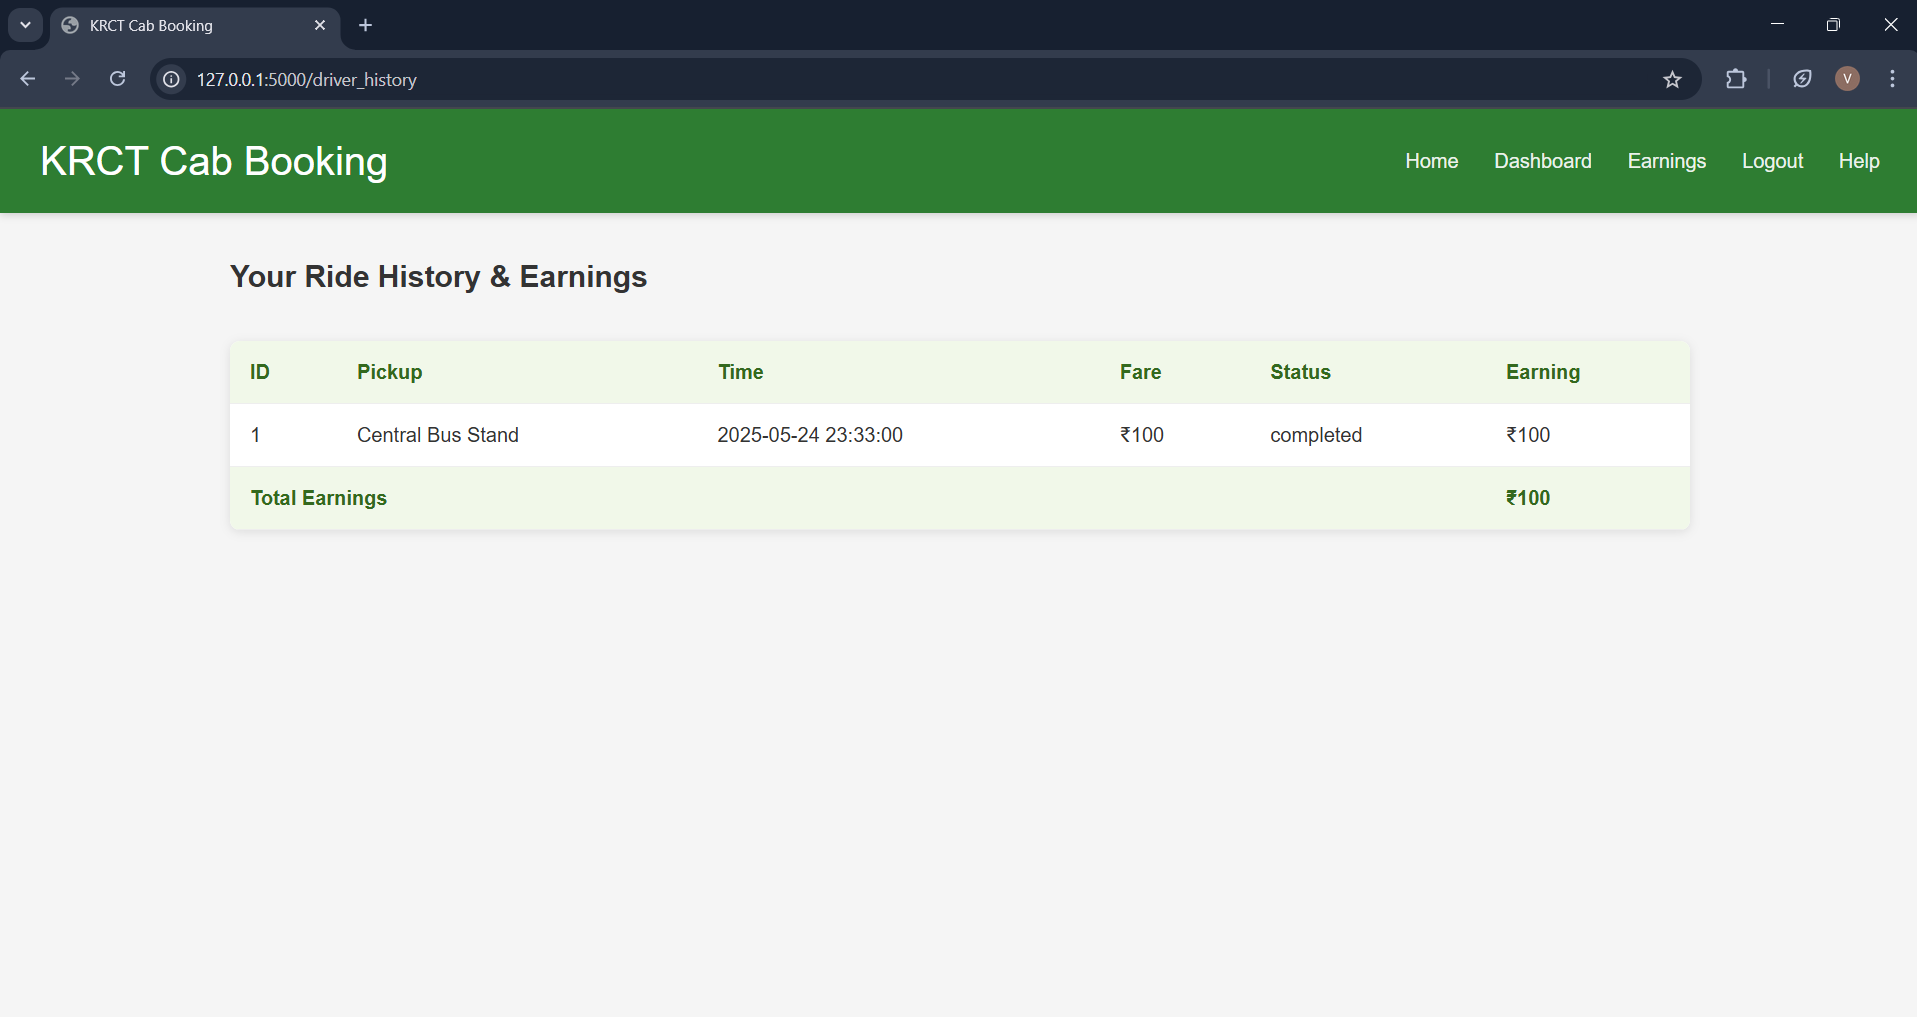 KRCT Cab Booking
127.0.0.1:5000/driver_history
V
KRCT Cab Booking
Home Dashboard Earnings Logout Help
Your Ride History & Earnings
ID Pickup Time Fare Status Earning
1 Central Bus Stand 2025-05-24 23:33:00 ₹100 completed ₹100
Total Earnings ₹100